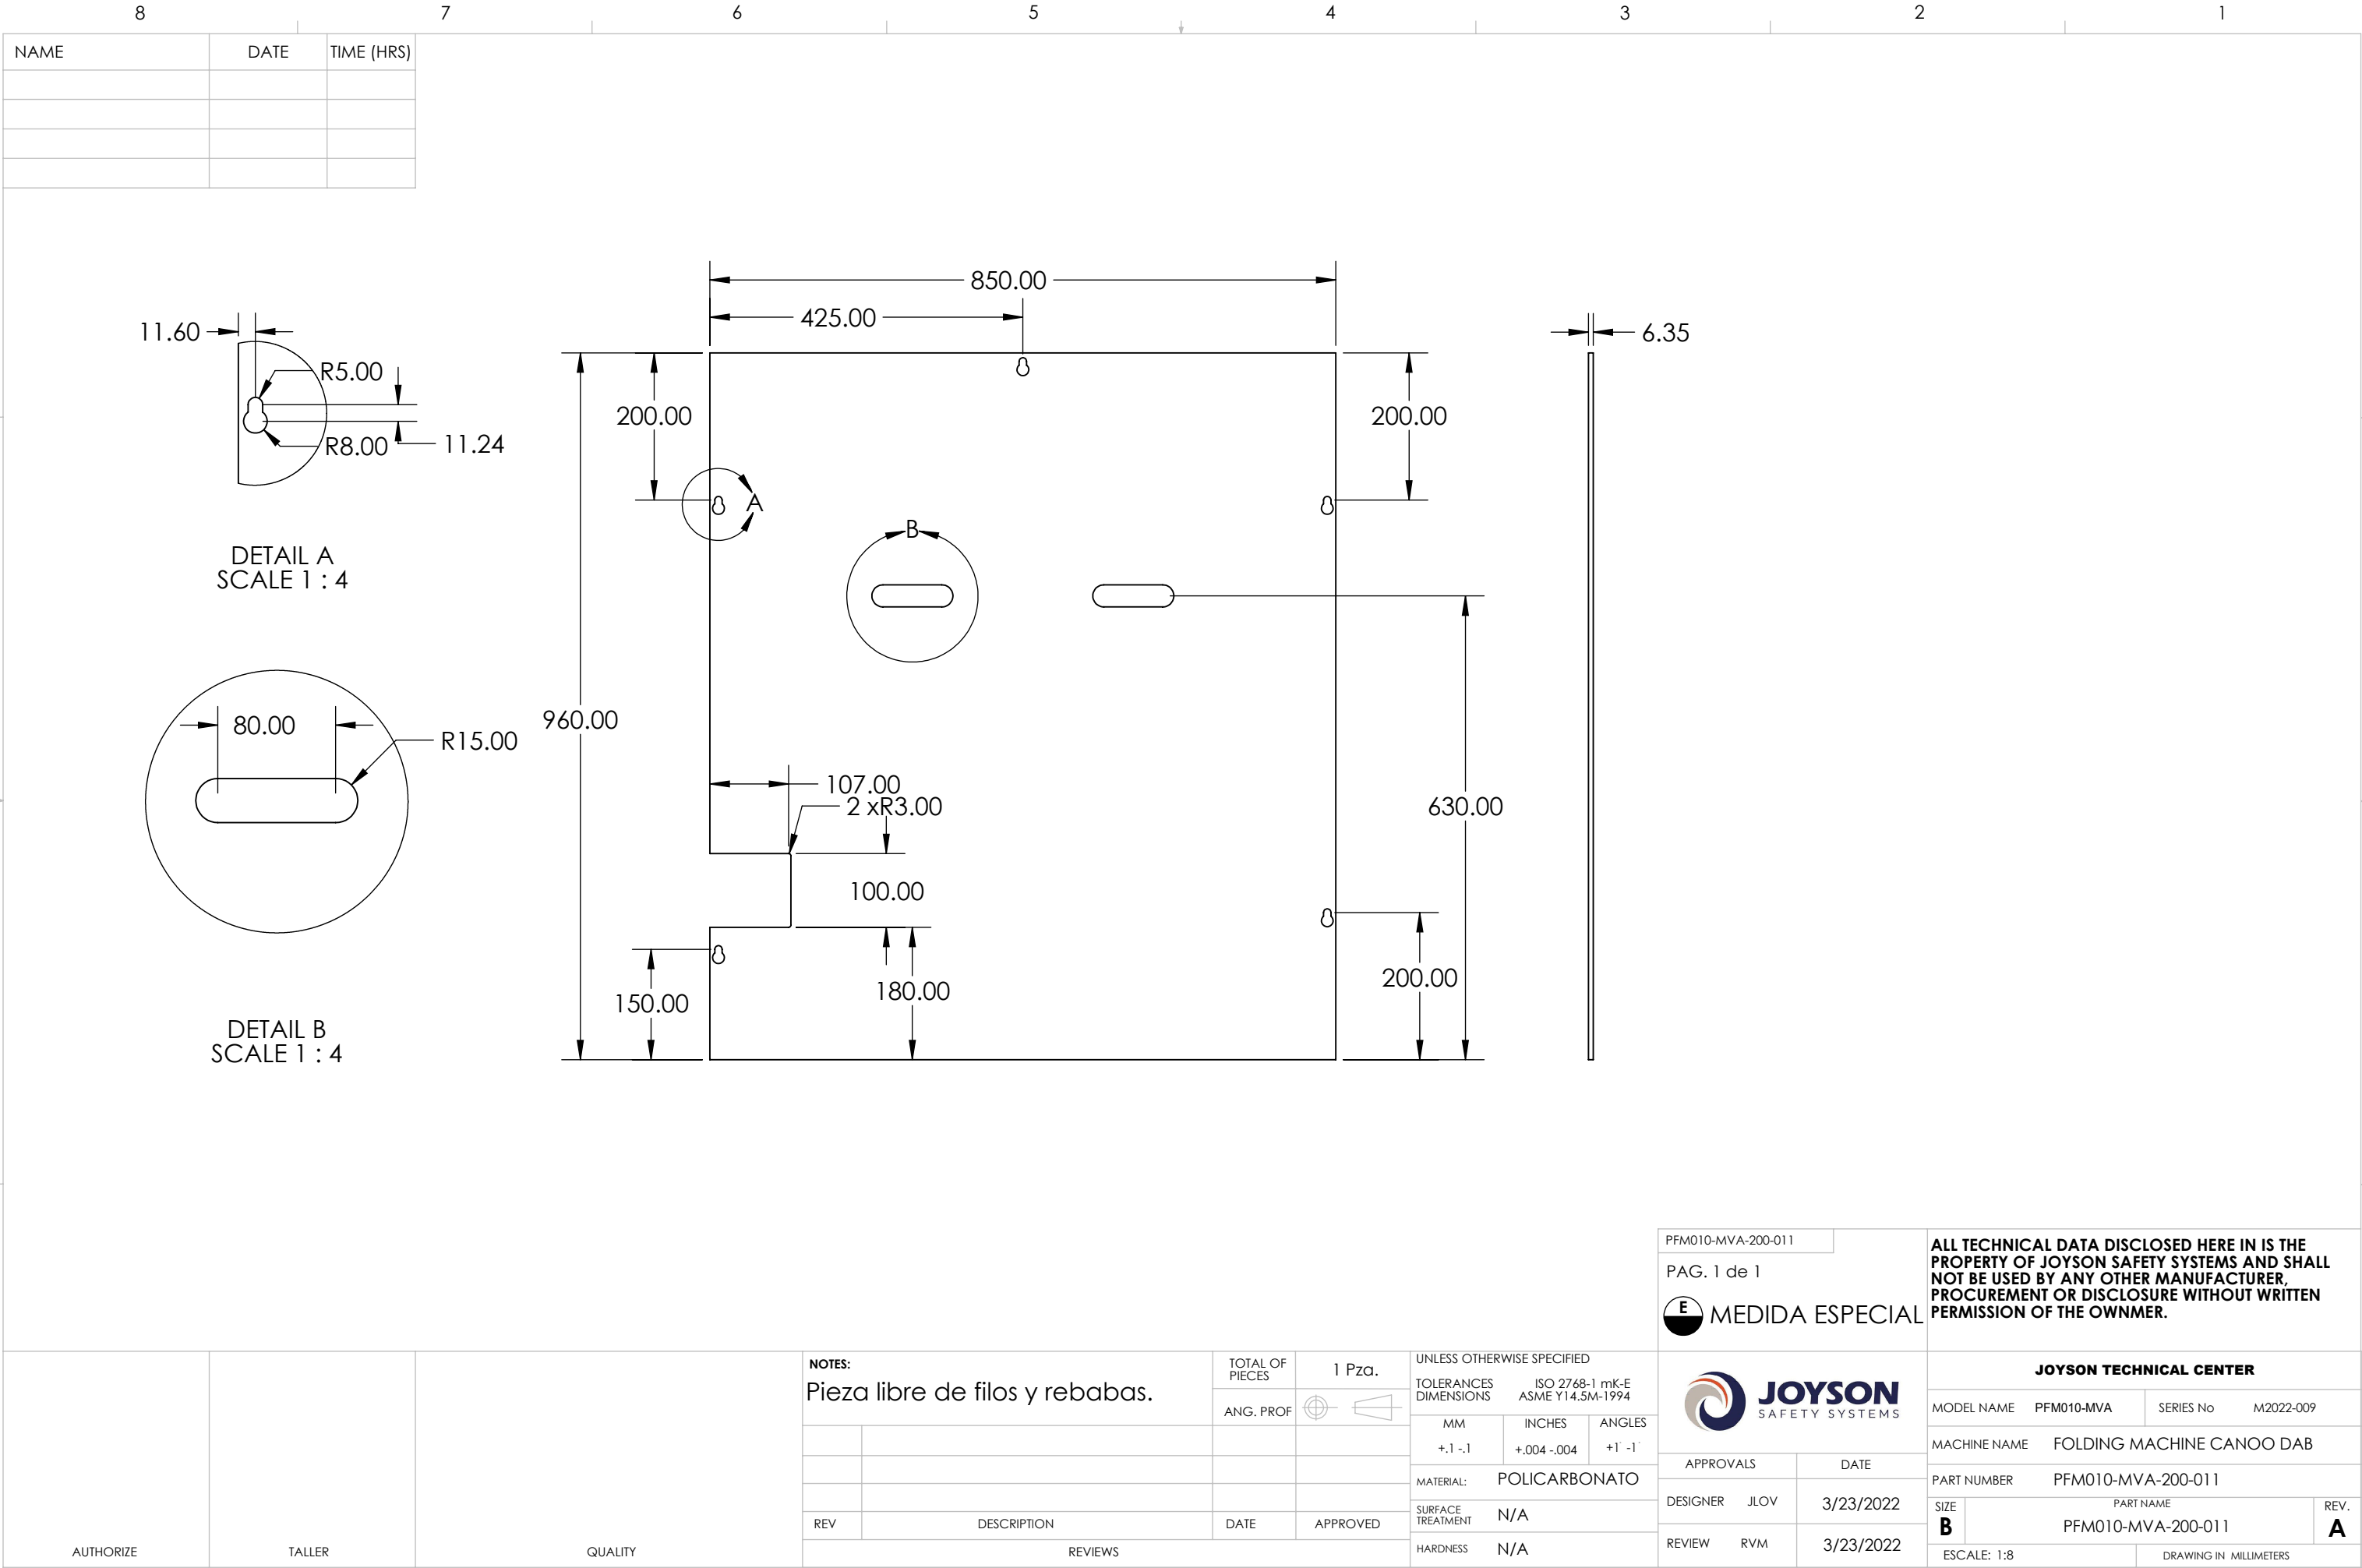 8 7 6 5 4 3 2 1
NAME DATE TIME (HRS)
850.00
425.00
11.60
R5.00
R8.00
11.24
DETAIL A
SCALE 1 : 4
200.00
200.00
6.35
A
B
80.00
R15.00
960.00
107.00
2 xR3.00
630.00
100.00
180.00
150.00
200.00
DETAIL B
SCALE 1 : 4
PFM010-MVA-200-011
PAG. 1 de 1
E MEDIDA ESPECIAL
ALL TECHNICAL DATA DISCLOSED HERE IN IS THE
PROPERTY OF JOYSON SAFETY SYSTEMS AND SHALL
NOT BE USED BY ANY OTHER MANUFACTURER,
PROCUREMENT OR DISCLOSURE WITHOUT WRITTEN
PERMISSION OF THE OWNMER.
AUTHORIZE TALLER QUALITY
NOTES:
Pieza libre de filos y rebabas.
REV DESCRIPTION DATE APPROVED
REVIEWS
TOTAL OF
PIECES
1 Pza.
ANG. PROF
UNLESS OTHERWISE SPECIFIED
TOLERANCES ISO 2768-1 mK-E
DIMENSIONS ASME Y14.5M-1994
MM INCHES ANGLES
+.1 -.1 +.004 -.004 +1° -1°
MATERIAL: POLICARBONATO
SURFACE
TREATMENT
N/A
HARDNESS N/A
JOYSON
SAFETY SYSTEMS
APPROVALS DATE
DESIGNER JLOV 3/23/2022
REVIEW RVM 3/23/2022
JOYSON TECHNICAL CENTER
MODEL NAME PFM010-MVA SERIES No M2022-009
MACHINE NAME FOLDING MACHINE CANOO DAB
PART NUMBER PFM010-MVA-200-011
SIZE PART NAME REV.
B PFM010-MVA-200-011 A
ESCALE: 1:8 DRAWING IN MILLIMETERS